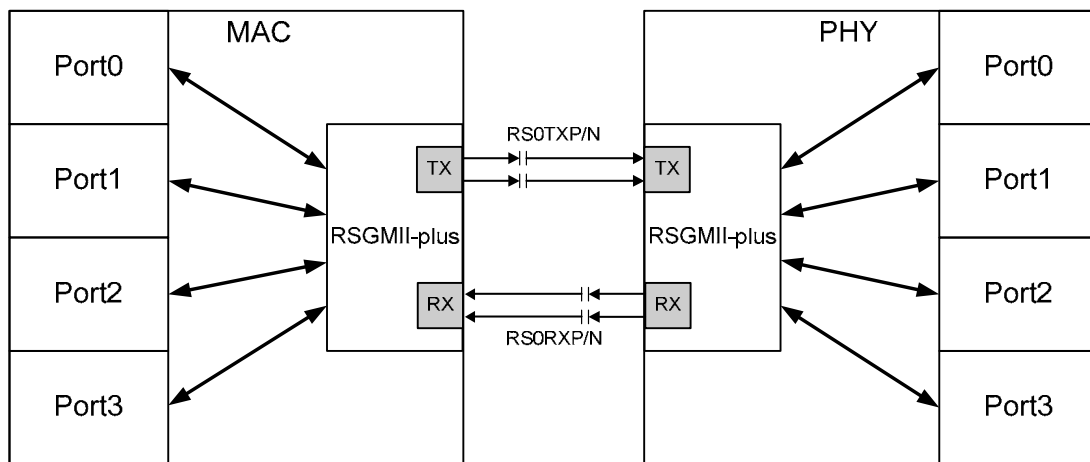 MAC
PHY
Port0
Port0
RS0TXP/N
TX
TX
Port1
Port1
RSGMII-plus
RSGMII-plus
Port2
Port2
RX
RX
RS0RXP/N
Port3
Port3